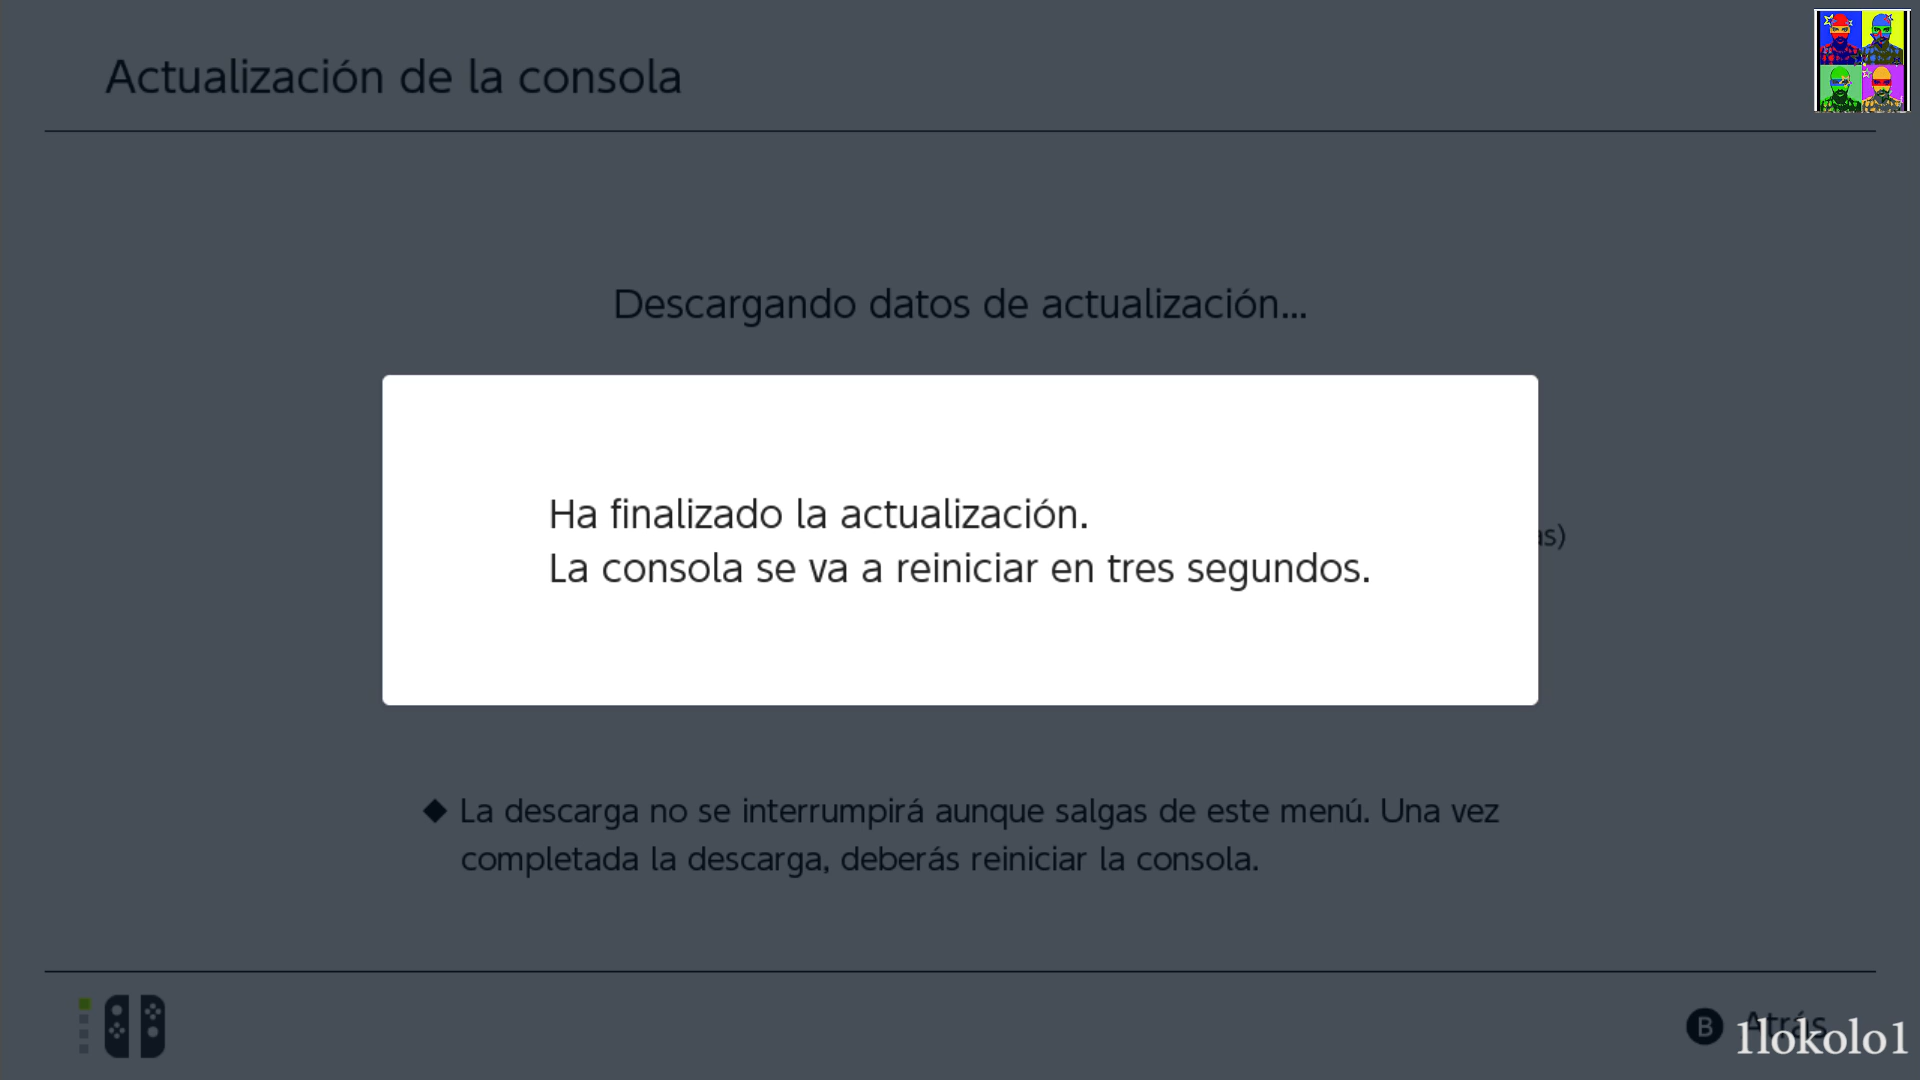 Actualización de la consola
Descargando datos de actualización...
Ha finalizado la actualización.
La consola se va a reiniciar en tres segundos.
as)
◆ La descarga no se interrumpirá aunque salgas de este menú. Una vez
completada la descarga, deberás reiniciar la consola.
B Atrás
1lokolo1